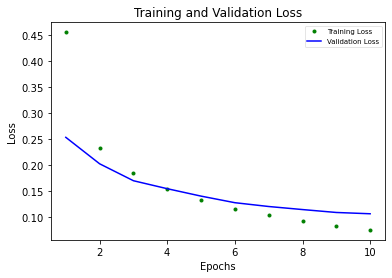 Training and Validation Loss
Training Loss
Validation Loss
Loss
0.45
0.40
0.35
0.30
0.25
0.20
0.15
0.10
2 4 6 8 10
Epochs